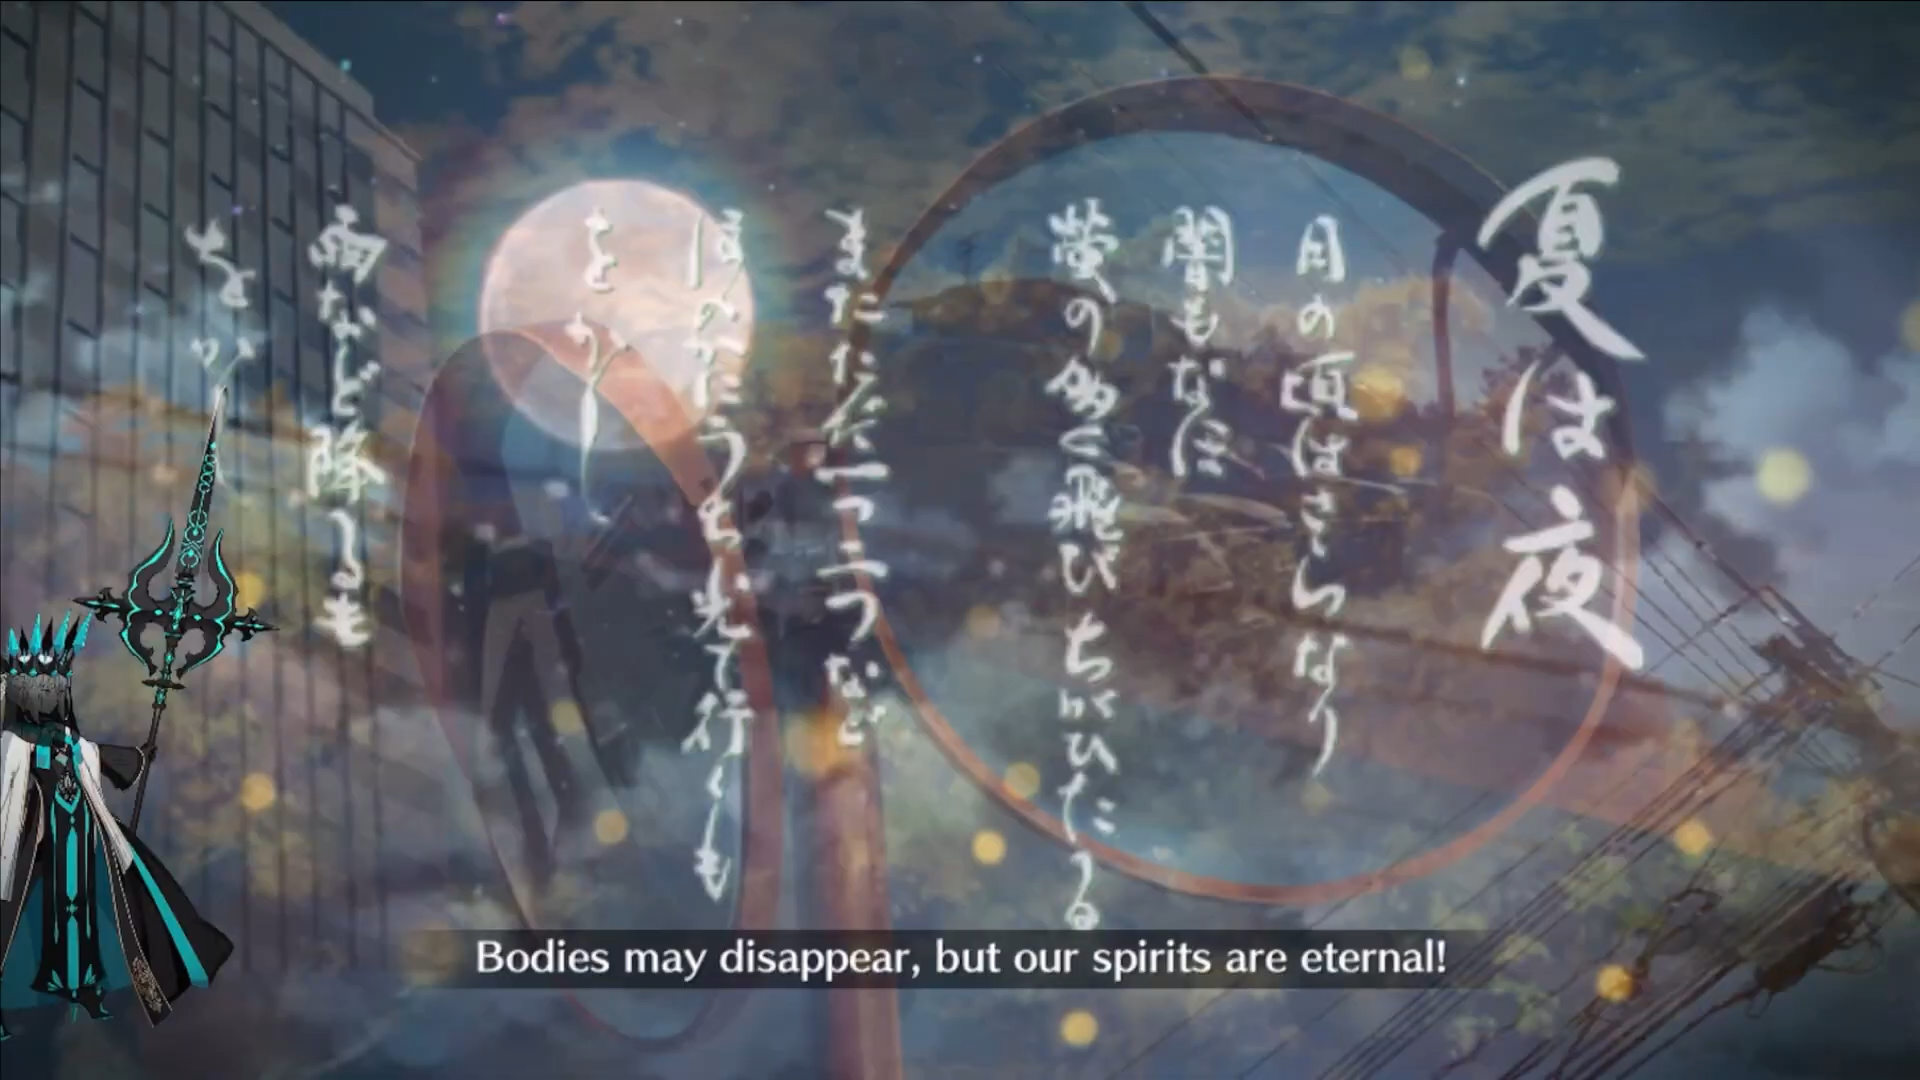 夏は夜
月の頃はさらなり
闇もなほ
蛍の多く飛びちがひたる
まただ一つ二つなど
ほのかにうち光て行くも
をかし
雨など降るも
をか
Bodies may disappear, but our spirits are eternal!